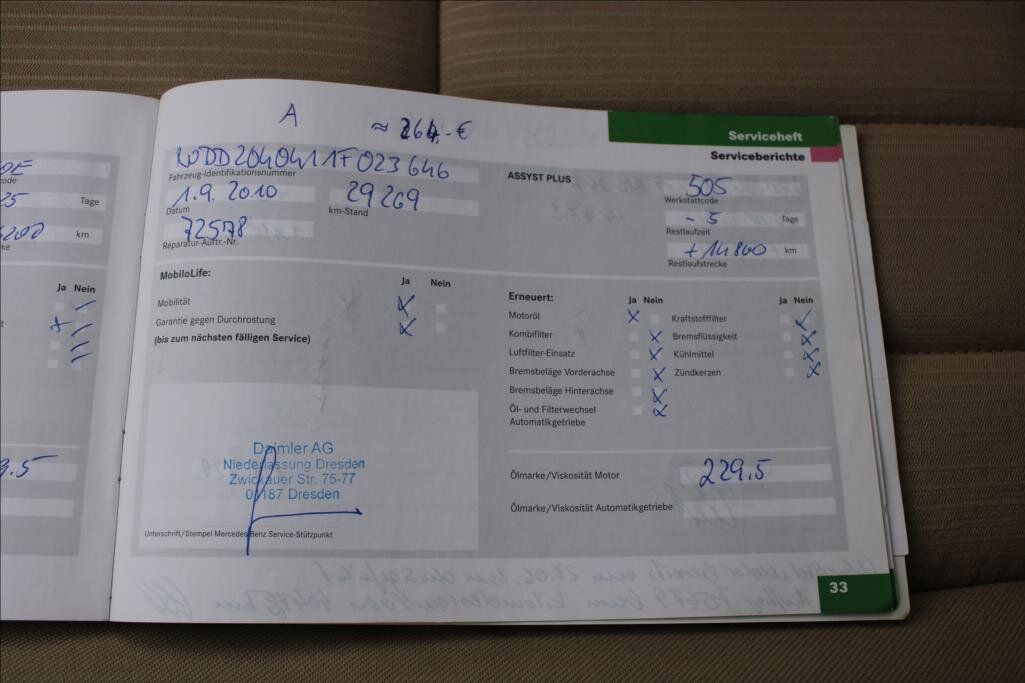 A
≈ 264,- €
Serviceheft
Serviceberichte
WDD2040411F023646
Fahrzeug-Identifikationsnummer
1.9. 2010
29269
Datum
km-Stand
72578
Reparatur-Auftr.-Nr.
ASSYST PLUS
505
Werkstattcode
- 5 Tage
Restlaufzeit
+ 14800 km
Restlaufstrecke
MobiloLife:
Ja Nein
Mobilität X
Garantie gegen Durchrostung X
(bis zum nächsten fälligen Service)
Erneuert: Ja Nein
Ja Nein
Motoröl X
Kraftstofffilter
Kombifilter X
Bremsflüssigkeit X
Luftfilter-Einsatz X
Kühlmittel X
Bremsbeläge Vorderachse X
Zündkerzen X
Bremsbeläge Hinterachse X
Öl- und Filterwechsel X
Automatikgetriebe
Daimler AG
Niederlassung Dresden
Zwickauer Str. 75-77
01187 Dresden
Unterschrift/Stempel Mercedes-Benz Service-Stützpunkt
Ölmarke/Viskosität Motor 229.5
Ölmarke/Viskosität Automatikgetriebe
33
Tage
km
Ja Nein